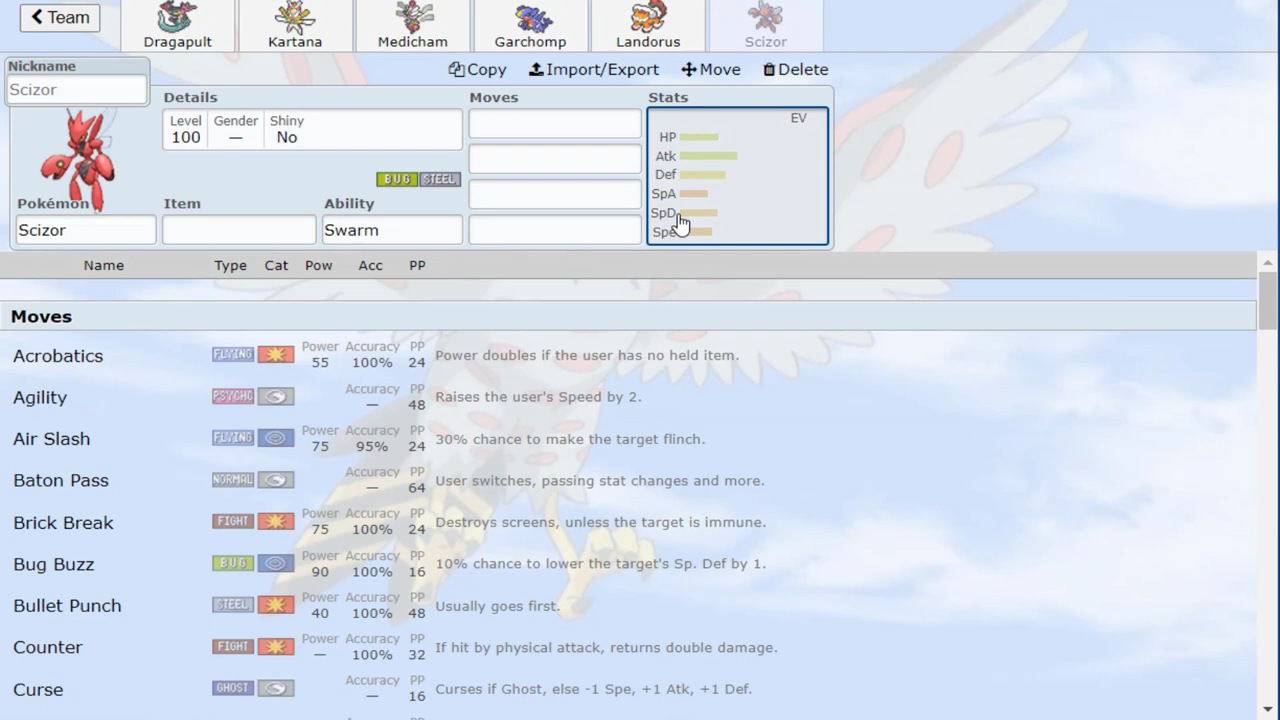 Team
Dragapult
Kartana
Medicham
Garchomp
Landorus
Scizor
Nickname
Scizor
Copy
Import/Export
Move
Delete
Details
Moves
Stats
Level
100
Gender
—
Shiny
No
EV
HP
Atk
Def
SpA
SpD
Spe
BUG
STEEL
Pokémon
Scizor
Item
Ability
Swarm
Name Type Cat Pow Acc PP
Moves
Acrobatics FLYING Power 55 Accuracy 100% PP 24 Power doubles if the user has no held item.
Agility PSYCHC Accuracy — PP 48 Raises the user's Speed by 2.
Air Slash FLYING Power 75 Accuracy 95% PP 24 30% chance to make the target flinch.
Baton Pass NORMAL Accuracy — PP 64 User switches, passing stat changes and more.
Brick Break FIGHT Power 75 Accuracy 100% PP 24 Destroys screens, unless the target is immune.
Bug Buzz BUG Power 90 Accuracy 100% PP 16 10% chance to lower the target's Sp. Def by 1.
Bullet Punch STEEL Power 40 Accuracy 100% PP 48 Usually goes first.
Counter FIGHT Power — Accuracy 100% PP 32 If hit by physical attack, returns double damage.
Curse GHOST Accuracy — PP 16 Curses if Ghost, else -1 Spe, +1 Atk, +1 Def.